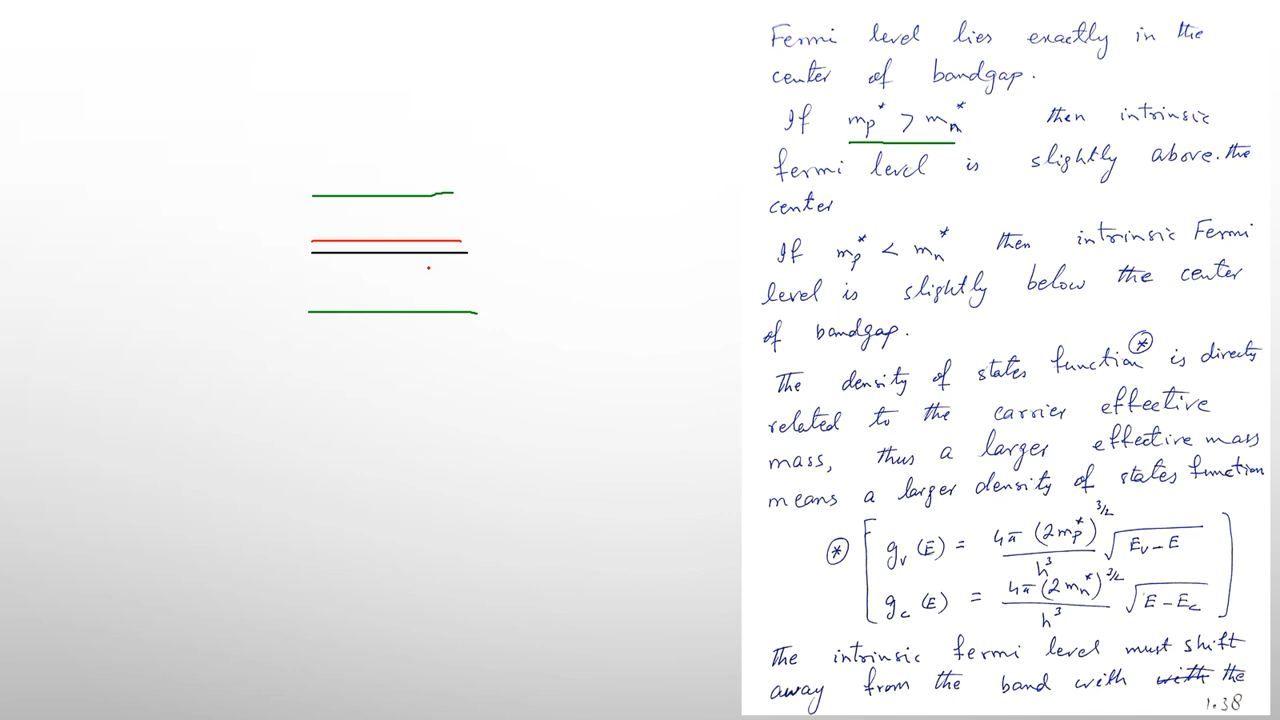 Fermi level lies exactly in the
center of bandgap.
If mp* > mn* then intrinsic
fermi level is slightly above the
center
If mp* < mn* then intrinsic Fermi
level is slightly below the center
of bandgap.
The density of states function⊛ is directly
related to the carrier effective
mass, thus a larger effective mass
means a larger density of states function
⊛ [ gv(E) = 4π(2mp*)^3/2 / h³ √(Ev − E)
gc(E) = 4π(2mn*)^3/2 / h³ √(E − Ec) ]
The intrinsic fermi level must shift
away from the band with with the
1.38